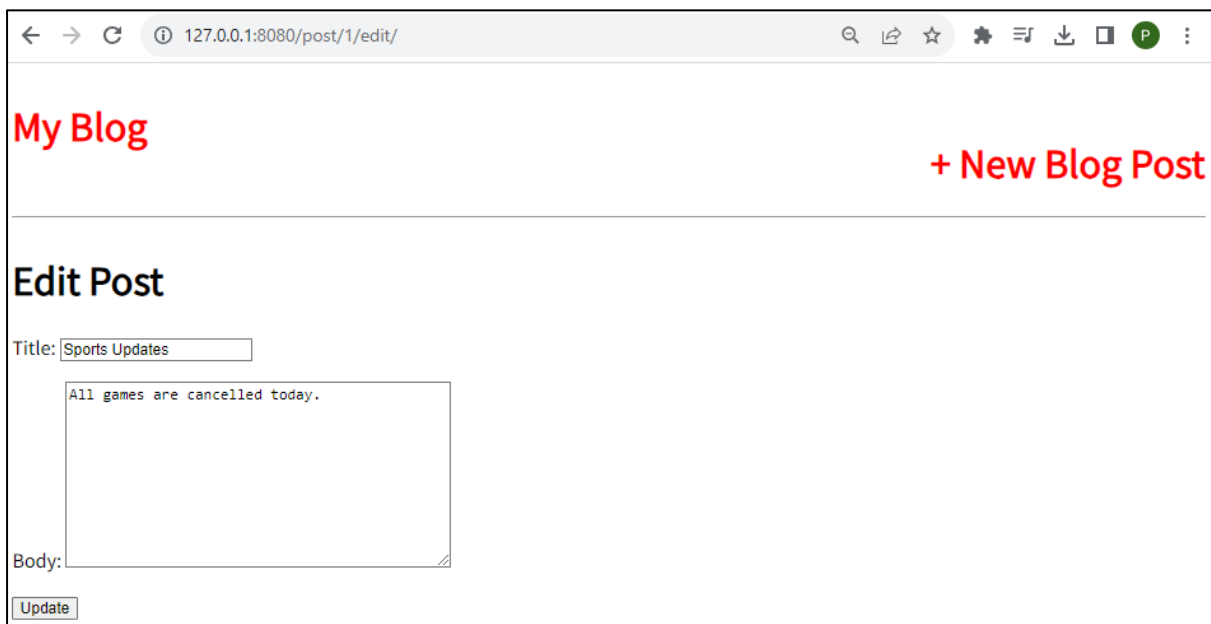 127.0.0.1:8080/post/1/edit/
P
My Blog
+ New Blog Post
Edit Post
Title: Sports Updates
All games are cancelled today.
Body:
Update